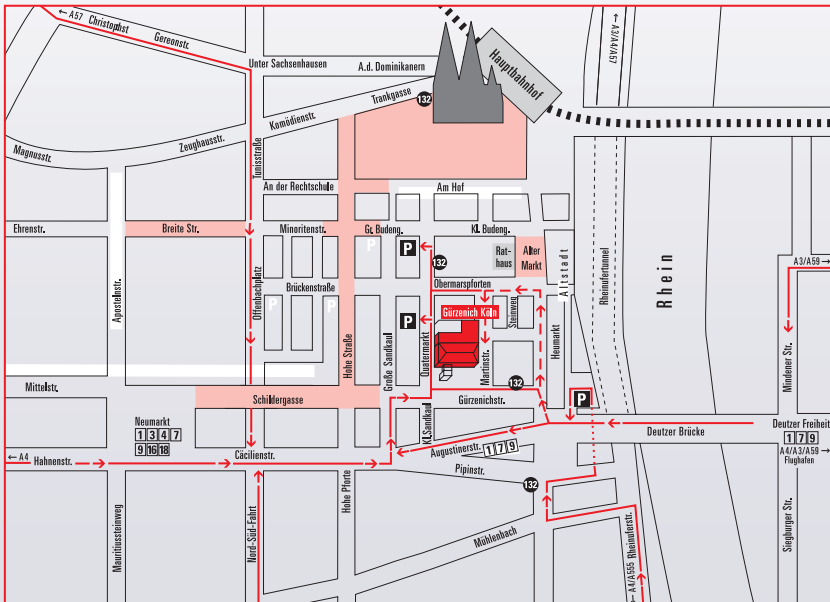 ← A57 Christophst
Gereonstr.
Unter Sachsenhausen
A.d. Dominikanern
Hauptbahnhof
← A3/A4/A57
Trankgasse
132
Komödienstr.
Magnusstr.
Zeughausstr.
Tunisstraße
An der Rechtschule
Am Hof
Ehrenstr.
Breite Str.
Minoritenstr.
Gr. Budeng.
Kl. Budeng.
P
P
132
Rat-
haus
Alter
Markt
Altstadt
Rheinufertunnel
Rhein
A3/A59 →
Apostelnstr.
Offenbachplatz
Brückenstraße
Obermarspforten
P
P
P
Gürzenich Köln
Steinweg
Hohe Straße
Große Sandkaul
Quatermarkt
Martinstr.
Heumarkt
Mindener Str.
Mittelstr.
Schildergasse
132
Gürzenichstr.
P
Neumarkt
1 3 4 7
9 16 18
Kl.Sandkaul
Deutzer Brücke
Deutzer Freiheit
1 7 9
A4/A3/A59 →
Flughafen
← A4
Hahnenstr.
Cäcilienstr.
Augustinerstr.
1 7 9
Pipinstr.
132
Mauritiussteinweg
Nord-Süd-Fahrt
Hohe Pforte
Mühlenbach
← A4/A555 Rheinuferstr.
Siegburger Str.